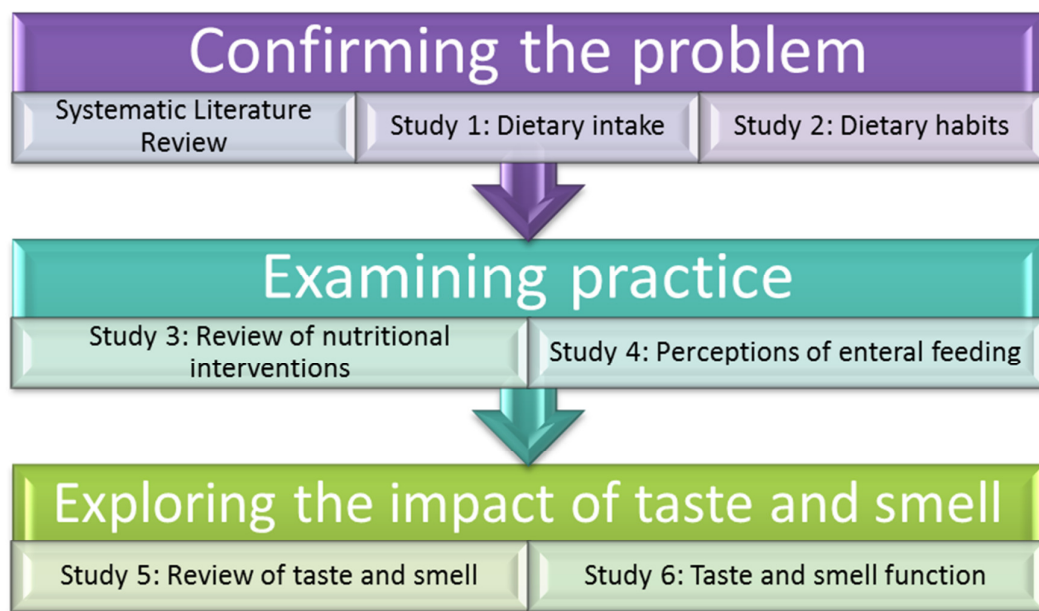 Confirming the problem
Systematic Literature
Review
Study 1: Dietary intake
Study 2: Dietary habits
Examining practice
Study 3: Review of nutritional
interventions
Study 4: Perceptions of enteral feeding
Exploring the impact of taste and smell
Study 5: Review of taste and smell
Study 6: Taste and smell function